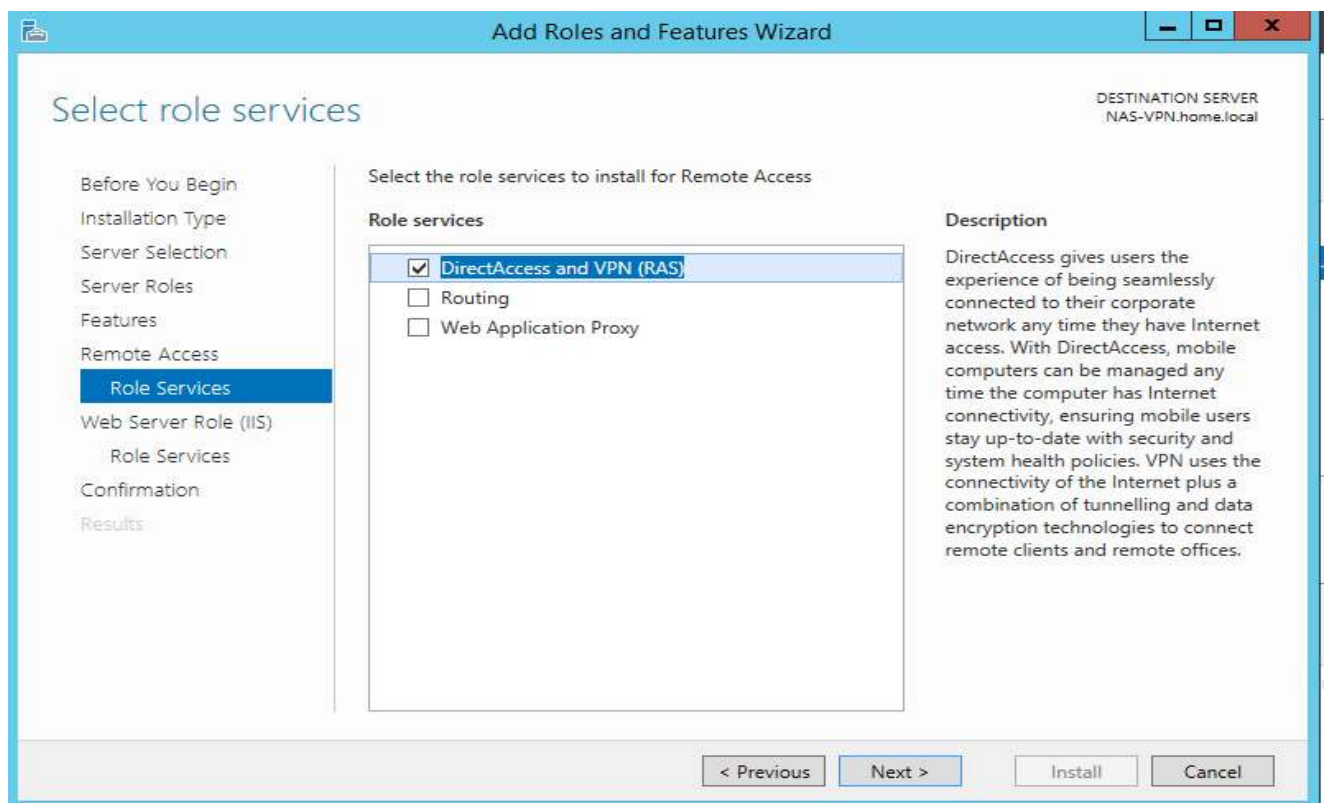 Add Roles and Features Wizard
Select role services
DESTINATION SERVER
NAS-VPN.home.local
Before You Begin
Installation Type
Server Selection
Server Roles
Features
Remote Access
Role Services
Web Server Role (IIS)
Role Services
Confirmation
Results
Select the role services to install for Remote Access
Role services
DirectAccess and VPN (RAS)
Routing
Web Application Proxy
Description
DirectAccess gives users the
experience of being seamlessly
connected to their corporate
network any time they have Internet
access. With DirectAccess, mobile
computers can be managed any
time the computer has Internet
connectivity, ensuring mobile users
stay up-to-date with security and
system health policies. VPN uses the
connectivity of the Internet plus a
combination of tunnelling and data
encryption technologies to connect
remote clients and remote offices.
< Previous
Next >
Install
Cancel